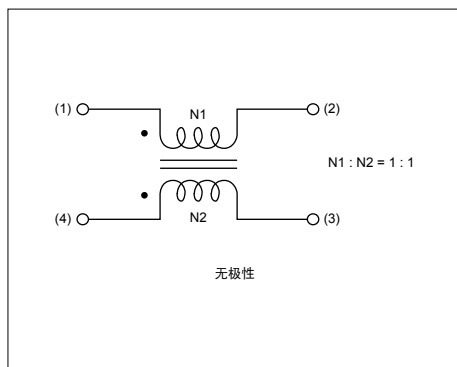 (1) (2)
N1
N1 : N2 = 1 : 1
(4) (3)
N2
无极性